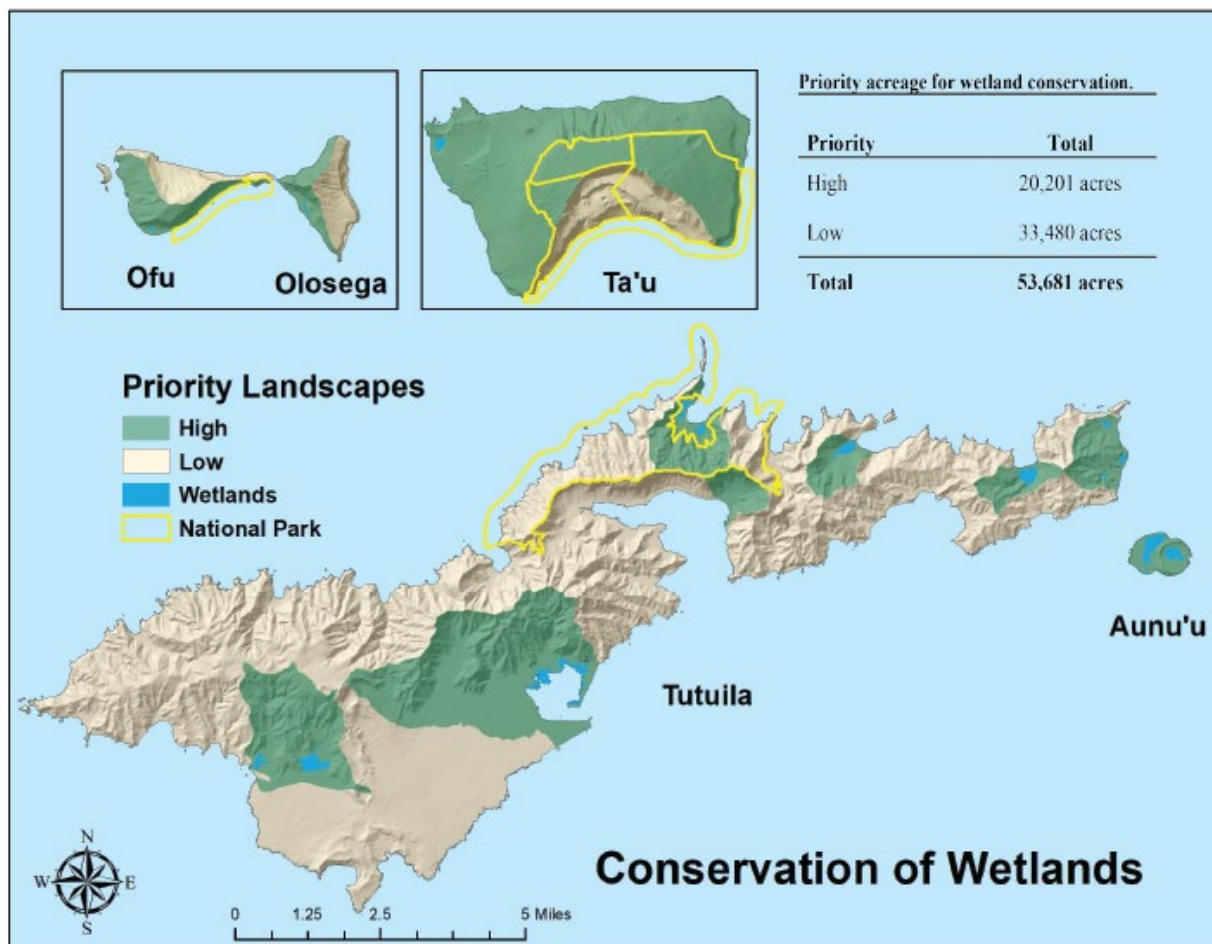 Priority acreage for wetland conservation.
Priority Total
High 20,201 acres
Low 33,480 acres
Total 53,681 acres
Ofu
Olosega
Ta'u
Priority Landscapes
High
Low
Wetlands
National Park
Aunu'u
Tutuila
N
W E
S
Conservation of Wetlands
0 1.25 2.5 5 Miles